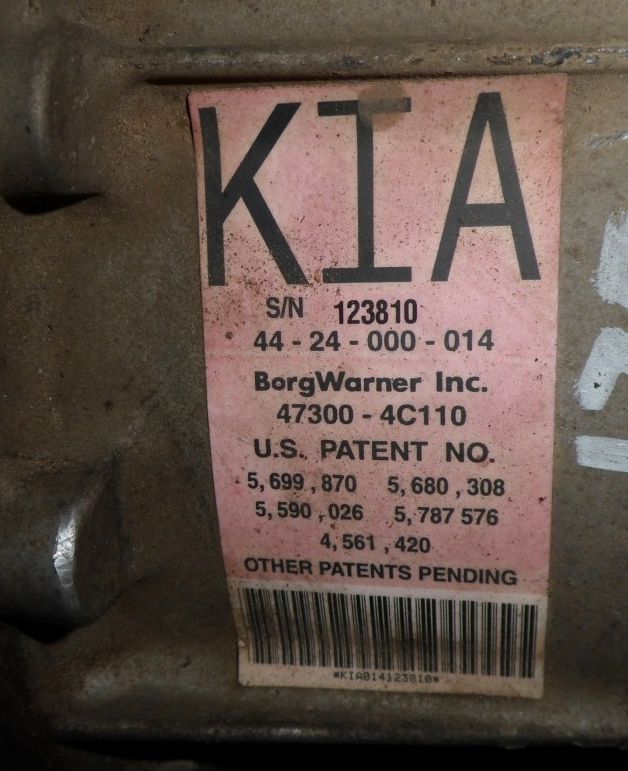 KIA
S/N 123810
44 - 24 - 000 - 014
BorgWarner Inc.
47300 - 4C110
U.S. PATENT NO.
5,699,870 5,680,308
5,590,026 5,787 576
4,561,420
OTHER PATENTS PENDING
*KIA014123810*